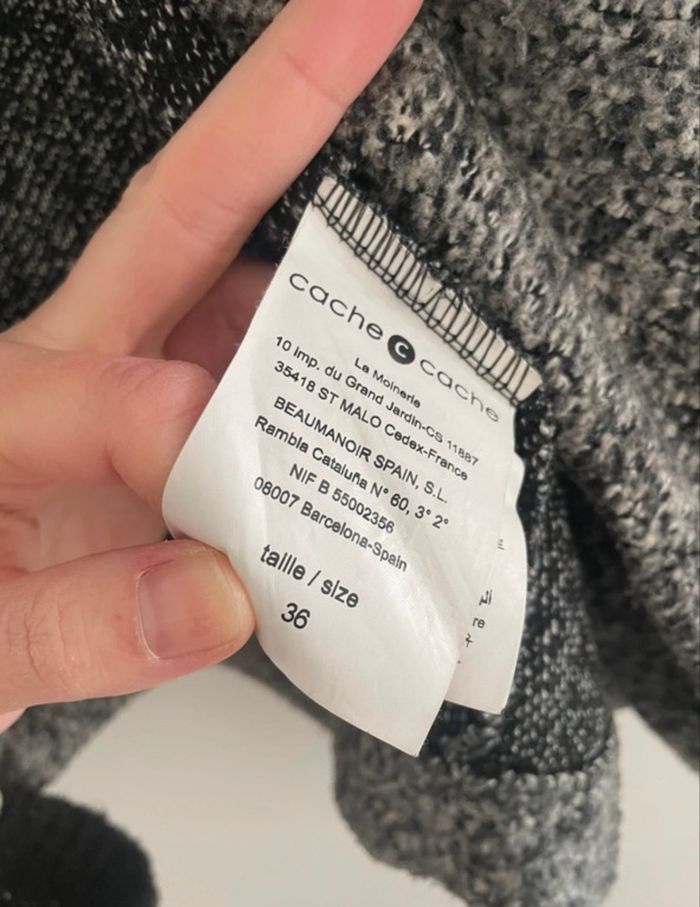 cache c cache
La Moinerie
10 Imp. du Grand Jardin-CS 11887
35418 ST MALO Cedex-France
BEAUMANOIR SPAIN, S.L.
Rambla Cataluña N° 60, 3° 2°
NIF B 55002356
08007 Barcelona-Spain
taille / size
36
re